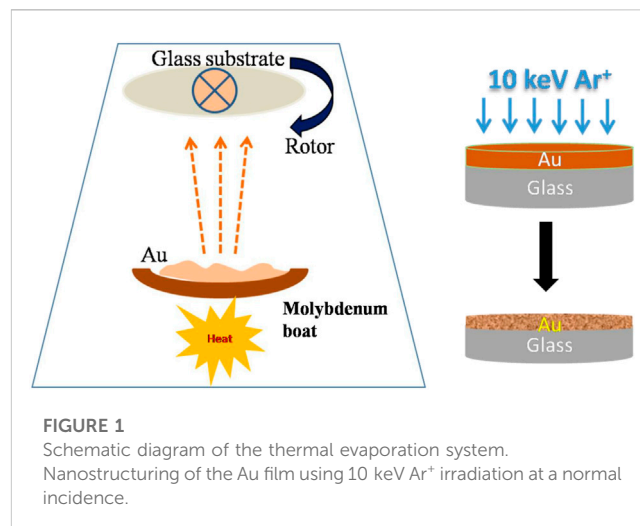 Glass substrate
Rotor
Au
Molybdenum
boat
Heat
10 keV Ar⁺
Au
Glass
Au
Glass
FIGURE 1
Schematic diagram of the thermal evaporation system.
Nanostructuring of the Au film using 10 keV Ar⁺ irradiation at a normal
incidence.